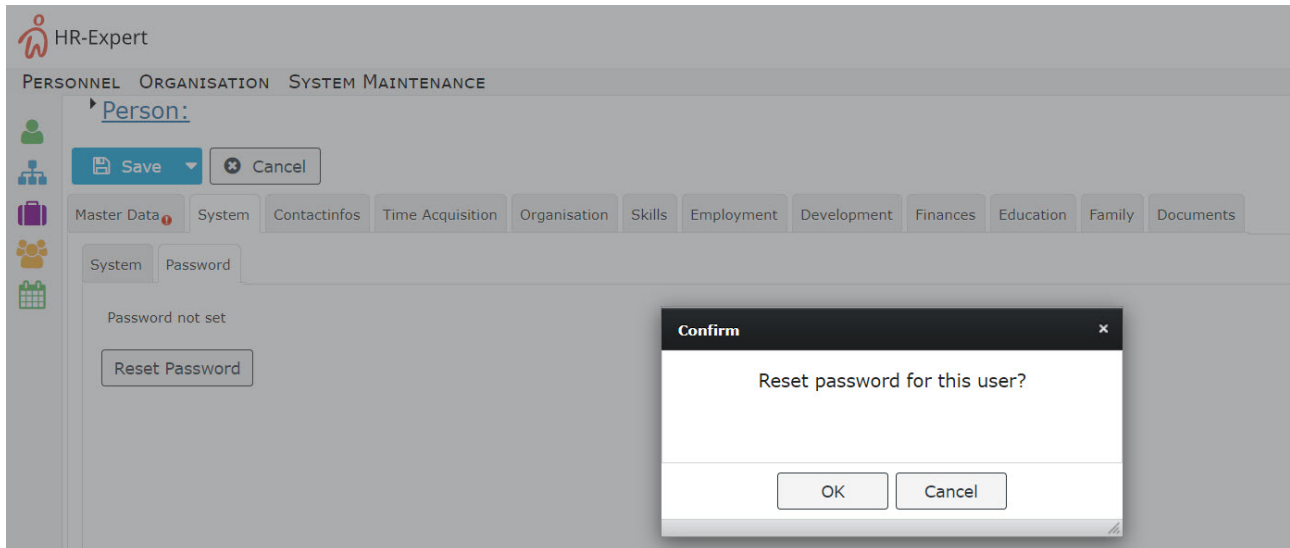 HR-Expert
PERSONNEL ORGANISATION SYSTEM MAINTENANCE
Person:
Save Cancel
Master Data System Contactinfos Time Acquisition Organisation Skills Employment Development Finances Education Family Documents
System Password
Password not set
Reset Password
Confirm
Reset password for this user?
OK Cancel